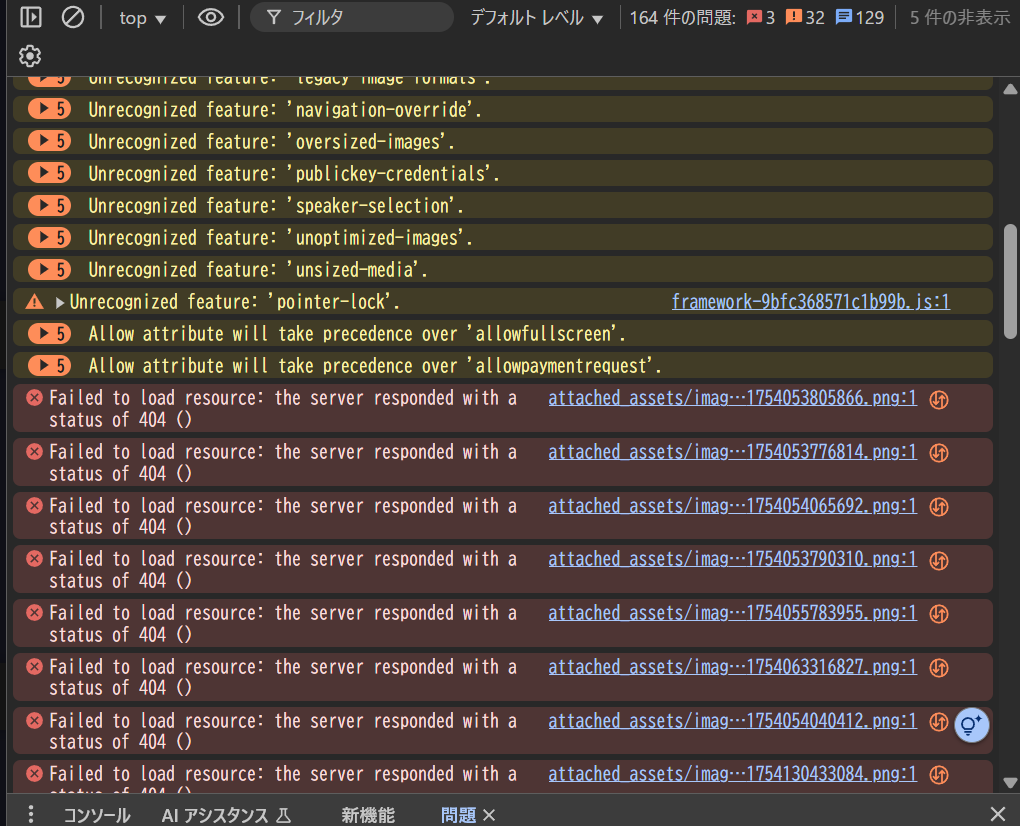 top ▼
フィルタ
デフォルト レベル ▼
164 件の問題: 3 32 129
5 件の非表示
5 Unrecognized feature: 'legacy-image-formats'.
5 Unrecognized feature: 'navigation-override'.
5 Unrecognized feature: 'oversized-images'.
5 Unrecognized feature: 'publickey-credentials'.
5 Unrecognized feature: 'speaker-selection'.
5 Unrecognized feature: 'unoptimized-images'.
5 Unrecognized feature: 'unsized-media'.
Unrecognized feature: 'pointer-lock'. framework-9bfc368571c1b99b.js:1
5 Allow attribute will take precedence over 'allowfullscreen'.
5 Allow attribute will take precedence over 'allowpaymentrequest'.
Failed to load resource: the server responded with a attached_assets/imag…1754053805866.png:1
status of 404 ()
Failed to load resource: the server responded with a attached_assets/imag…1754053776814.png:1
status of 404 ()
Failed to load resource: the server responded with a attached_assets/imag…1754054065692.png:1
status of 404 ()
Failed to load resource: the server responded with a attached_assets/imag…1754053790310.png:1
status of 404 ()
Failed to load resource: the server responded with a attached_assets/imag…1754055783955.png:1
status of 404 ()
Failed to load resource: the server responded with a attached_assets/imag…1754063316827.png:1
status of 404 ()
Failed to load resource: the server responded with a attached_assets/imag…1754054040412.png:1
status of 404 ()
Failed to load resource: the server responded with a attached_assets/imag…1754130433084.png:1
status of 404 ()
コンソール AI アシスタンス 新機能 問題